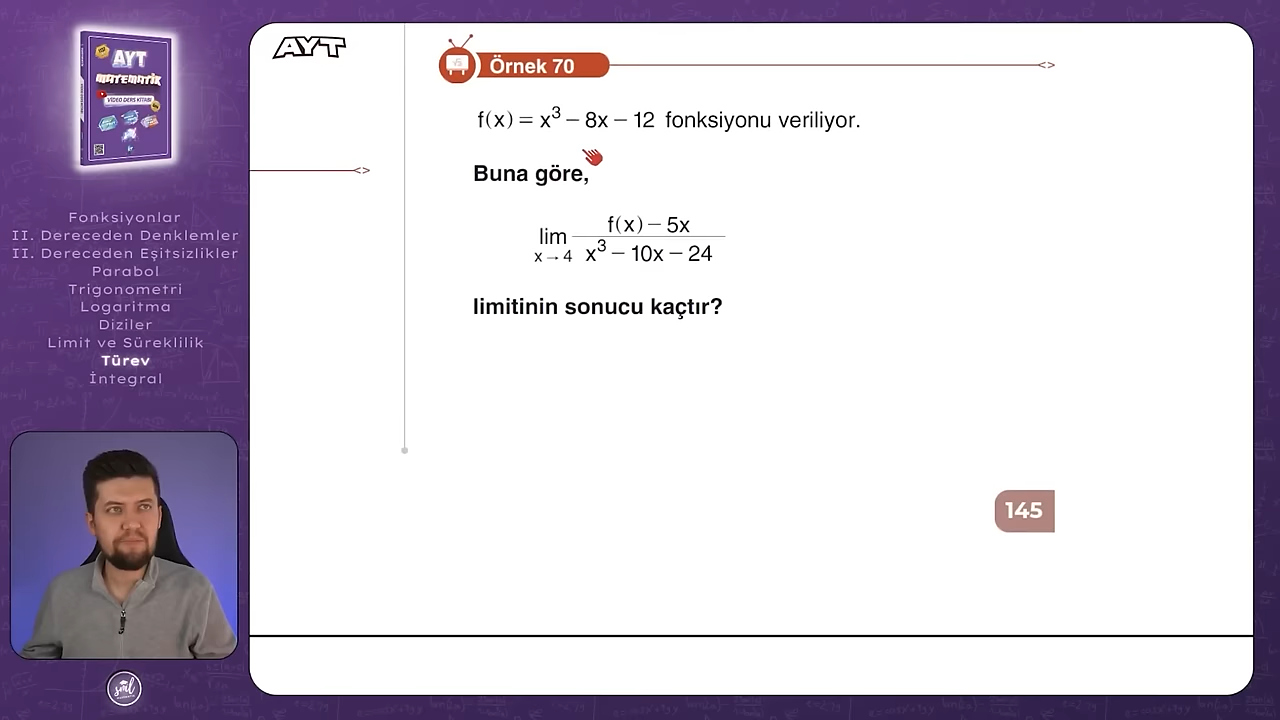 AYT
MATEMATİK
VİDEO DERS KİTABI
Fonksiyonlar
II. Dereceden Denklemler
II. Dereceden Eşitsizlikler
Parabol
Trigonometri
Logaritma
Diziler
Limit ve Süreklilik
Türev
İntegral
sml
AYT
Örnek 70
f(x) = x³ − 8x − 12 fonksiyonu veriliyor.
Buna göre,
lim x→4 f(x) − 5x / x³ − 10x − 24
limitinin sonucu kaçtır?
145